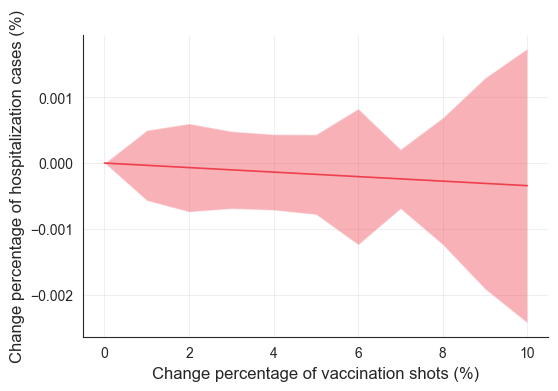 Change percentage of hospitalization cases (%)
0.001
0.000
−0.001
−0.002
0 2 4 6 8 10
Change percentage of vaccination shots (%)